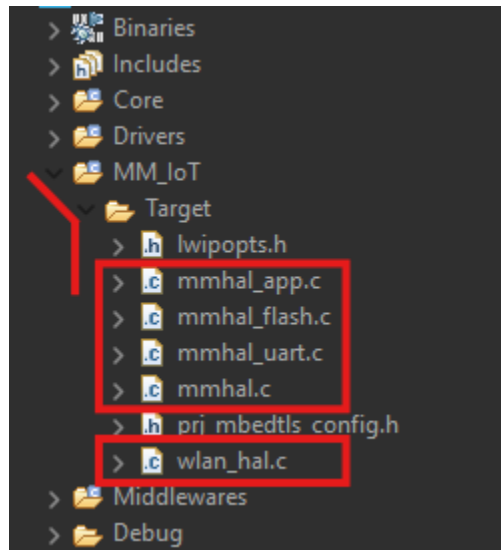 Binaries
Includes
Core
Drivers
MM_IoT
Target
lwipopts.h
mmhal_app.c
mmhal_flash.c
mmhal_uart.c
mmhal.c
prj_mbedtls_config.h
wlan_hal.c
Middlewares
Debug